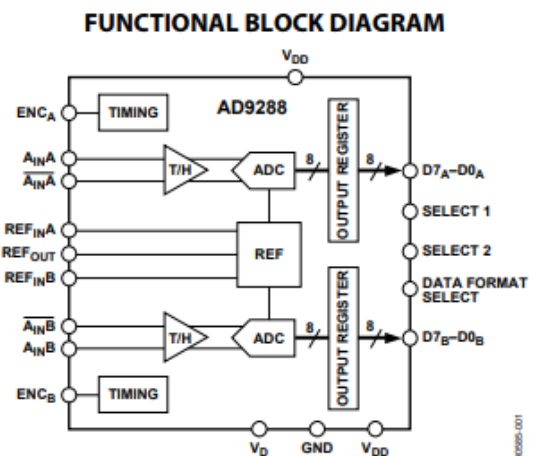 FUNCTIONAL BLOCK DIAGRAM
VDD
ENCA
TIMING
AD9288
AINA
AINA
T/H
ADC
8
OUTPUT REGISTER
8
D7A–D0A
SELECT 1
REFINA
REFOUT
REFINB
REF
SELECT 2
DATA FORMAT
SELECT
AINB
AINB
T/H
ADC
8
OUTPUT REGISTER
8
D7B–D0B
ENCB
TIMING
VD
GND
VDD